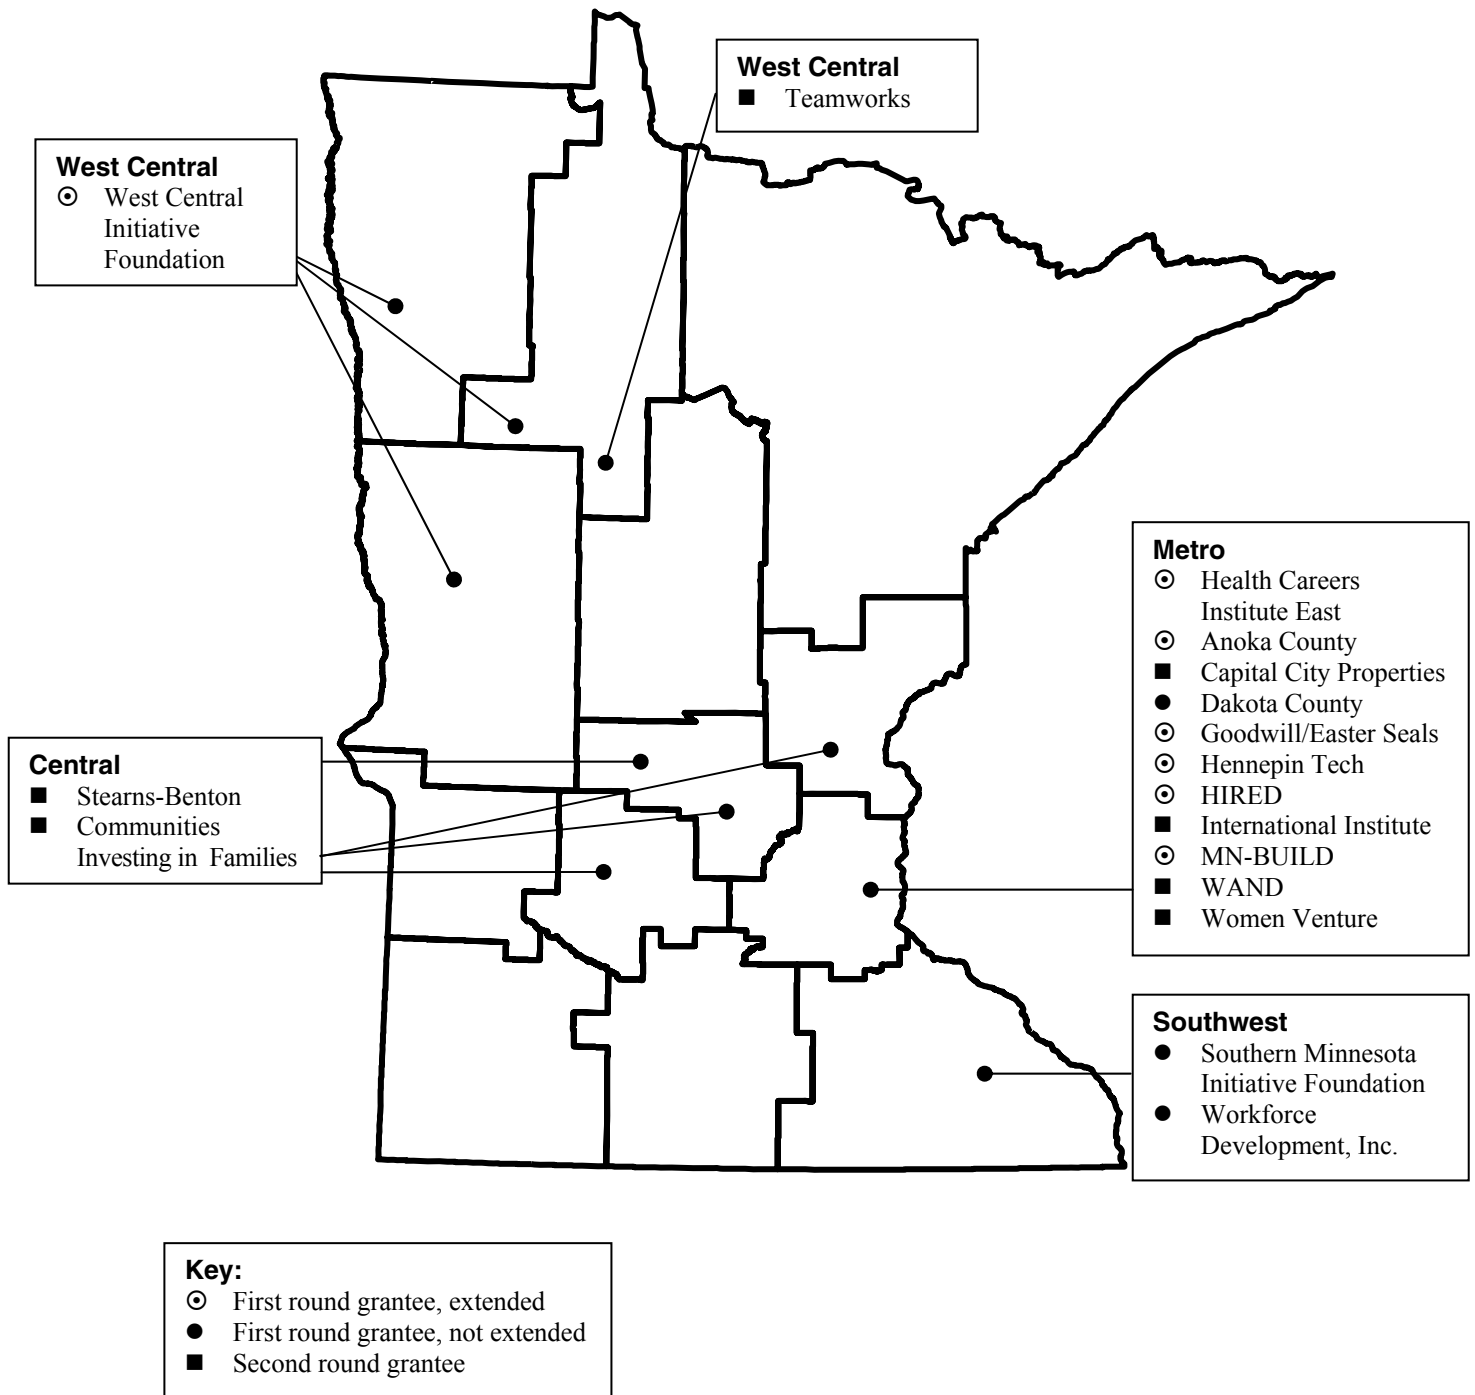 West Central
■ Teamworks
West Central
☉ West Central
Initiative
Foundation
Metro
☉ Health Careers
Institute East
☉ Anoka County
■ Capital City Properties
● Dakota County
☉ Goodwill/Easter Seals
☉ Hennepin Tech
☉ HIRED
■ International Institute
☉ MN-BUILD
■ WAND
■ Women Venture
Central
■ Stearns-Benton
■ Communities
Investing in Families
Southwest
● Southern Minnesota
Initiative Foundation
● Workforce
Development, Inc.
Key:
☉ First round grantee, extended
● First round grantee, not extended
■ Second round grantee